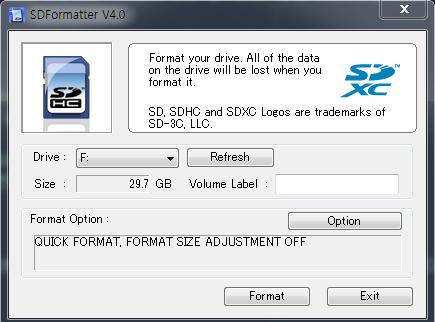 SDFormatter V4.0
Format your drive. All of the data
on the drive will be lost when you
format it.
SD, SDHC and SDXC Logos are trademarks of
SD-3C, LLC.
SD
HC
SD
XC™
Drive : F: Refresh
Size : 29.7 GB Volume Label :
Format Option : Option
QUICK FORMAT, FORMAT SIZE ADJUSTMENT OFF
Format Exit